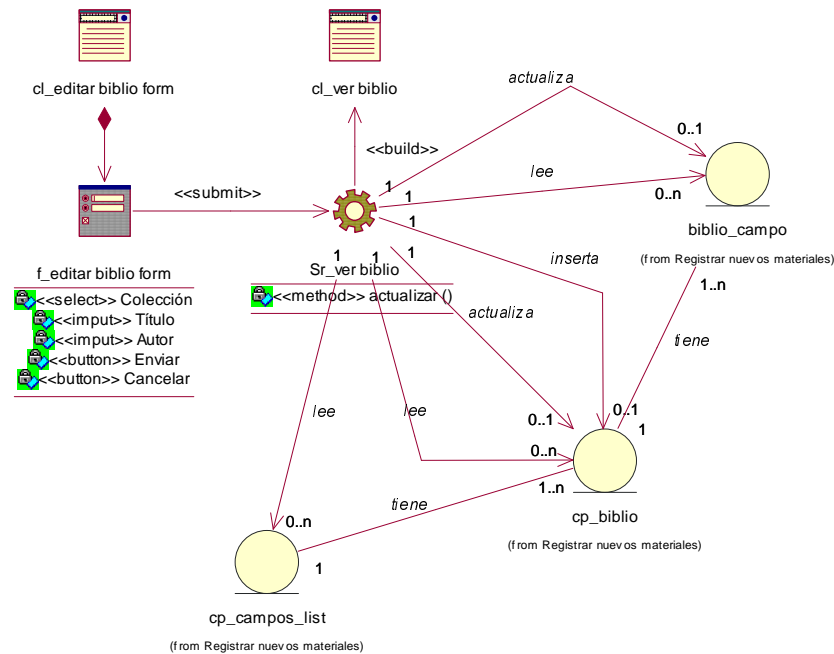 cl_editar biblio form
cl_ver biblio
actualiza
0..1
<<build>>
<<submit>>
1
lee
1
0..n
1
biblio_campo
inserta
(from Registrar nuevos materiales)
f_editar biblio form
1
1
1
Sr_ver biblio
1..n
<<select>> Colección
<<method>> actualizar ()
<<imput>> Título
actualiza
<<imput>> Autor
tiene
<<button>> Enviar
<<button>> Cancelar
lee
lee
0..1
0..1
1
0..n
1..n
tiene
cp_biblio
0..n
(from Registrar nuevos materiales)
1
cp_campos_list
(from Registrar nuevos materiales)